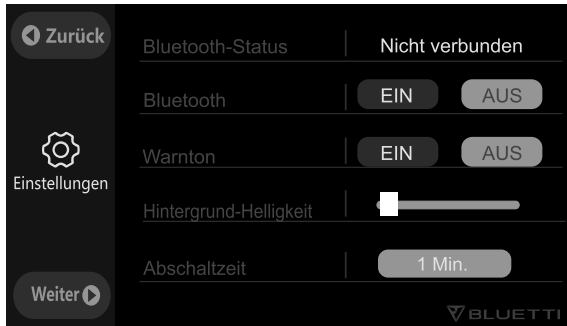 Zurück
Einstellungen
Weiter
Bluetooth-Status Nicht verbunden
Bluetooth EIN AUS
Warnton EIN AUS
Hintergrund-Helligkeit
Abschaltzeit 1 Min.
BLUETTI